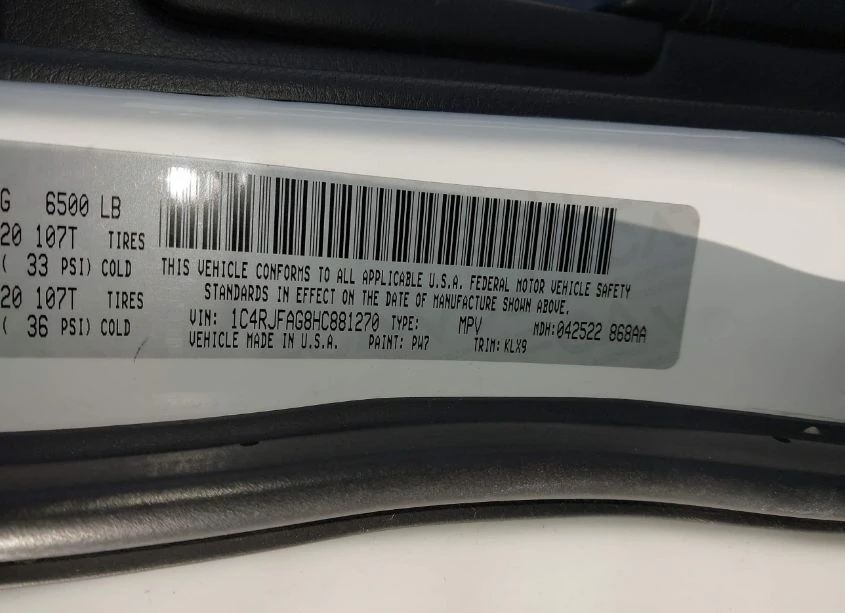 G 6500 LB
20 107T TIRES
( 33 PSI) COLD
20 107T TIRES
( 36 PSI) COLD
THIS VEHICLE CONFORMS TO ALL APPLICABLE U.S.A. FEDERAL MOTOR VEHICLE SAFETY
STANDARDS IN EFFECT ON THE DATE OF MANUFACTURE SHOWN ABOVE.
VIN: 1C4RJFAG8HC881270 TYPE: MPV MDH:042522 868AA
VEHICLE MADE IN U.S.A. PAINT: PW7 TRIM: KLX9